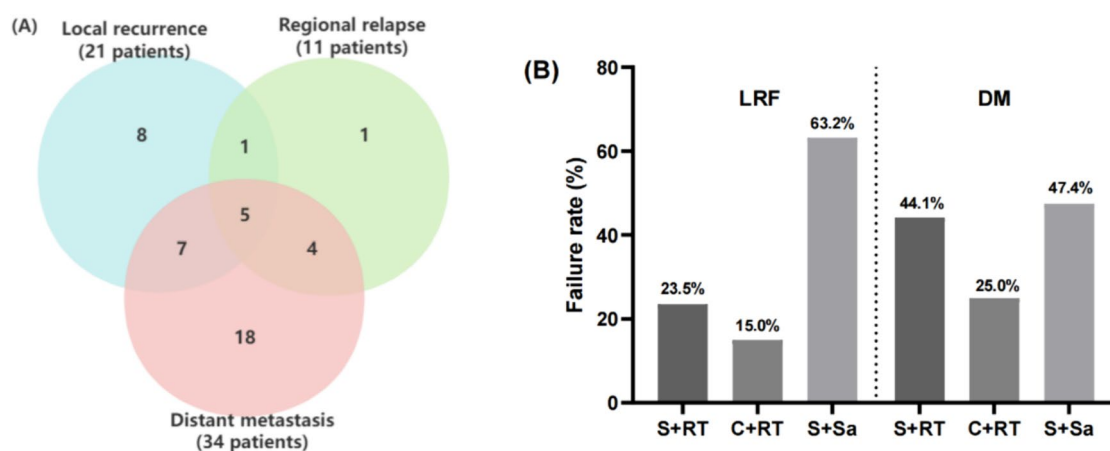 (A)
Local recurrence
(21 patients)
Regional relapse
(11 patients)
8
1
1
5
7
4
18
Distant metastasis
(34 patients)
(B)
Failure rate (%)
80
60
40
20
0
LRF
DM
23.5%
15.0%
63.2%
44.1%
25.0%
47.4%
S+RT
C+RT
S+Sa
S+RT
C+RT
S+Sa